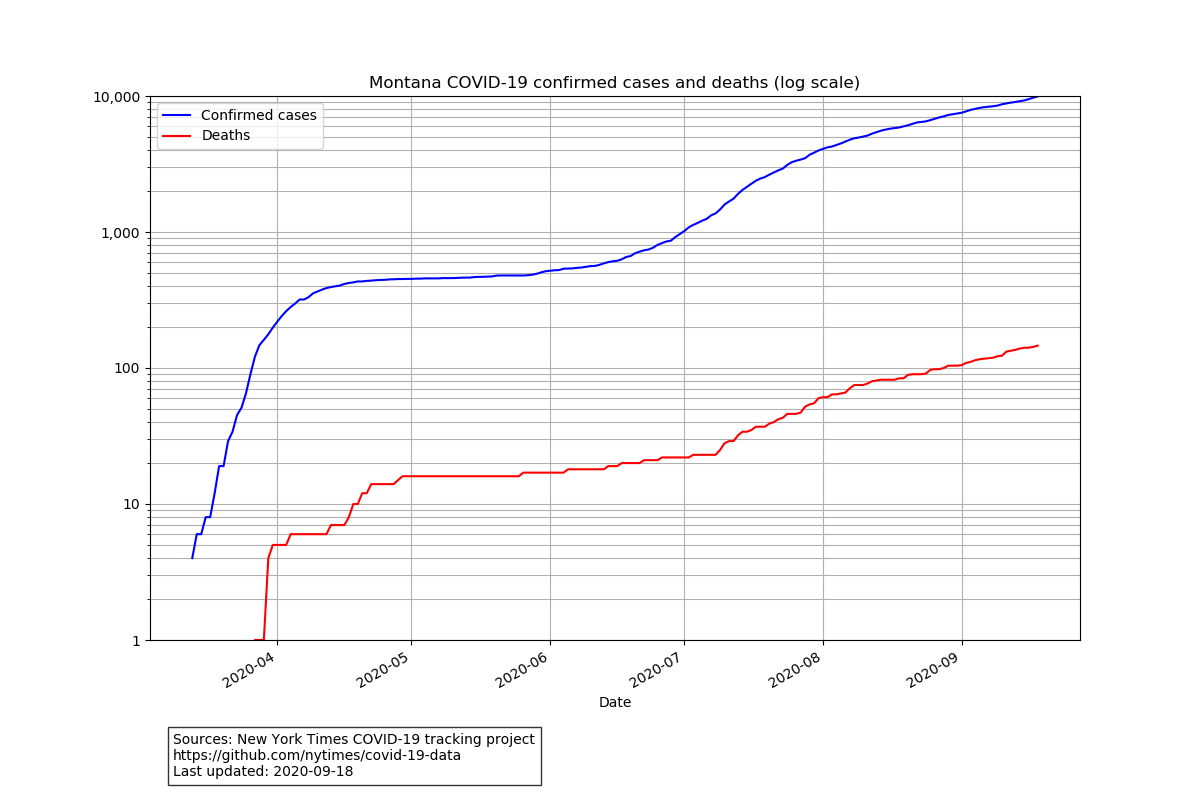 Montana COVID-19 confirmed cases and deaths (log scale)
10,000
1,000
100
10
1
Confirmed cases
Deaths
2020-04
2020-05
2020-06
2020-07
2020-08
2020-09
Date
Sources: New York Times COVID-19 tracking project
https://github.com/nytimes/covid-19-data
Last updated: 2020-09-18